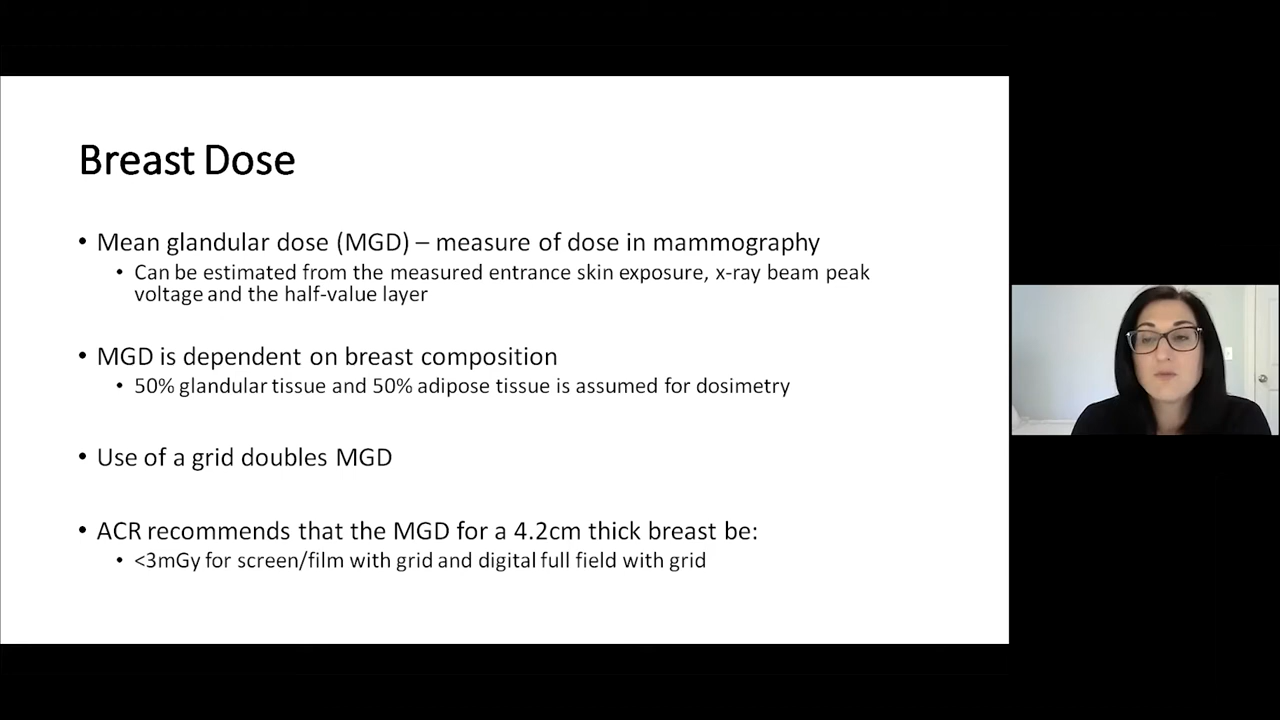 Breast Dose
• Mean glandular dose (MGD) – measure of dose in mammography
• Can be estimated from the measured entrance skin exposure, x-ray beam peak
voltage and the half-value layer
• MGD is dependent on breast composition
• 50% glandular tissue and 50% adipose tissue is assumed for dosimetry
• Use of a grid doubles MGD
• ACR recommends that the MGD for a 4.2cm thick breast be:
• <3mGy for screen/film with grid and digital full field with grid